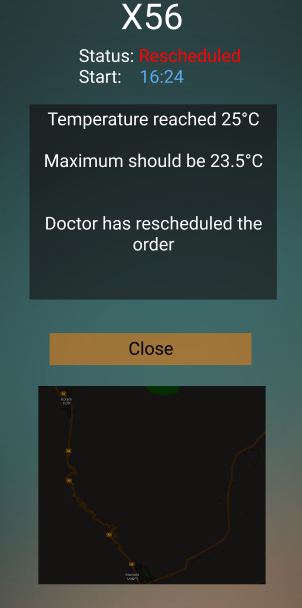 X56
Status: Rescheduled
Start: 16:24
Temperature reached 25°C
Maximum should be 23.5°C
Doctor has rescheduled the
order
Close